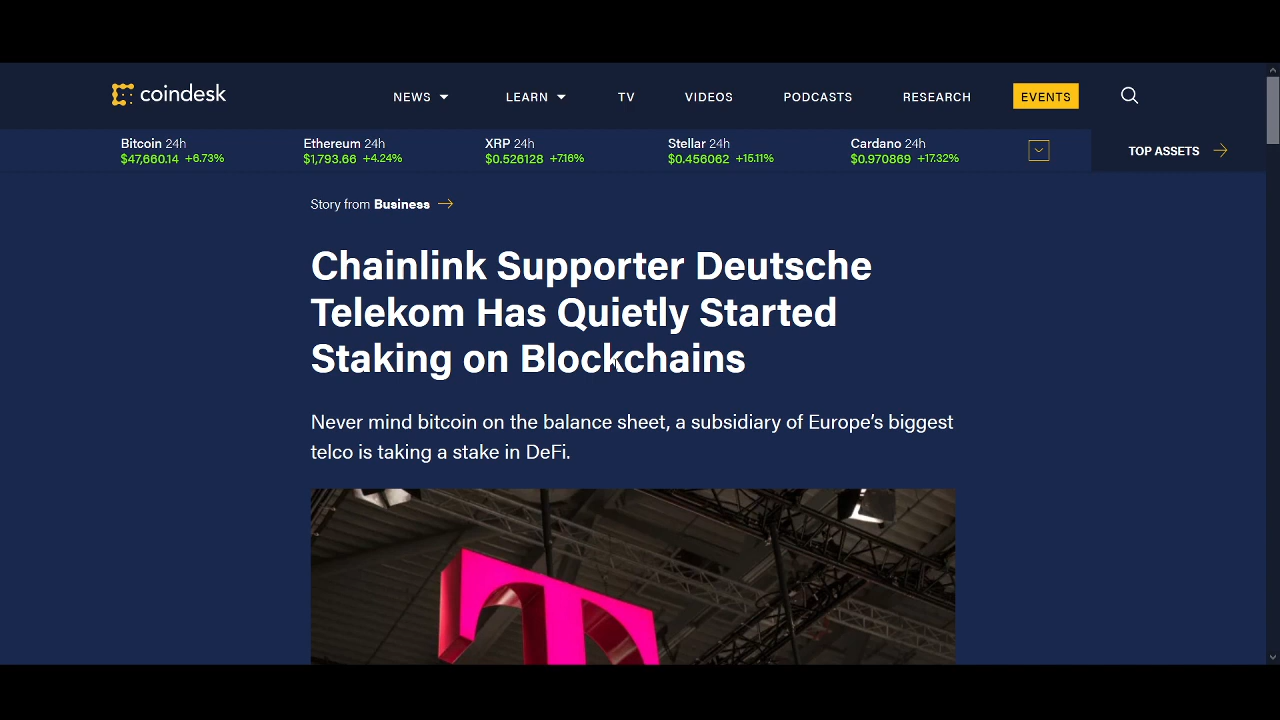 coindesk
NEWS LEARN TV VIDEOS PODCASTS RESEARCH EVENTS
Bitcoin 24h Ethereum 24h XRP 24h Stellar 24h Cardano 24h
$47,660.14 +6.73% $1,793.66 +4.24% $0.526128 +7.16% $0.456062 +15.11% $0.970869 +17.32%
TOP ASSETS
Story from Business
Chainlink Supporter Deutsche
Telekom Has Quietly Started
Staking on Blockchains
Never mind bitcoin on the balance sheet, a subsidiary of Europe’s biggest
telco is taking a stake in DeFi.
T